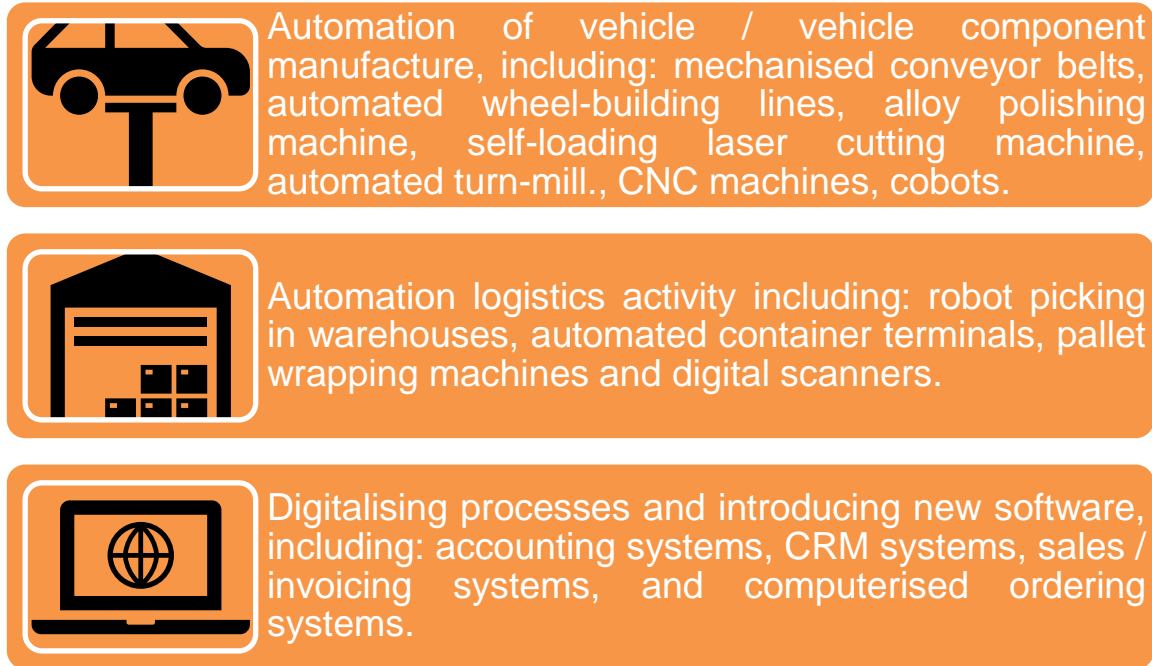 Automation of vehicle / vehicle component
manufacture, including: mechanised conveyor belts,
automated wheel-building lines, alloy polishing
machine, self-loading laser cutting machine,
automated turn-mill., CNC machines, cobots.
Automation logistics activity including: robot picking
in warehouses, automated container terminals, pallet
wrapping machines and digital scanners.
Digitalising processes and introducing new software,
including: accounting systems, CRM systems, sales /
invoicing systems, and computerised ordering
systems.